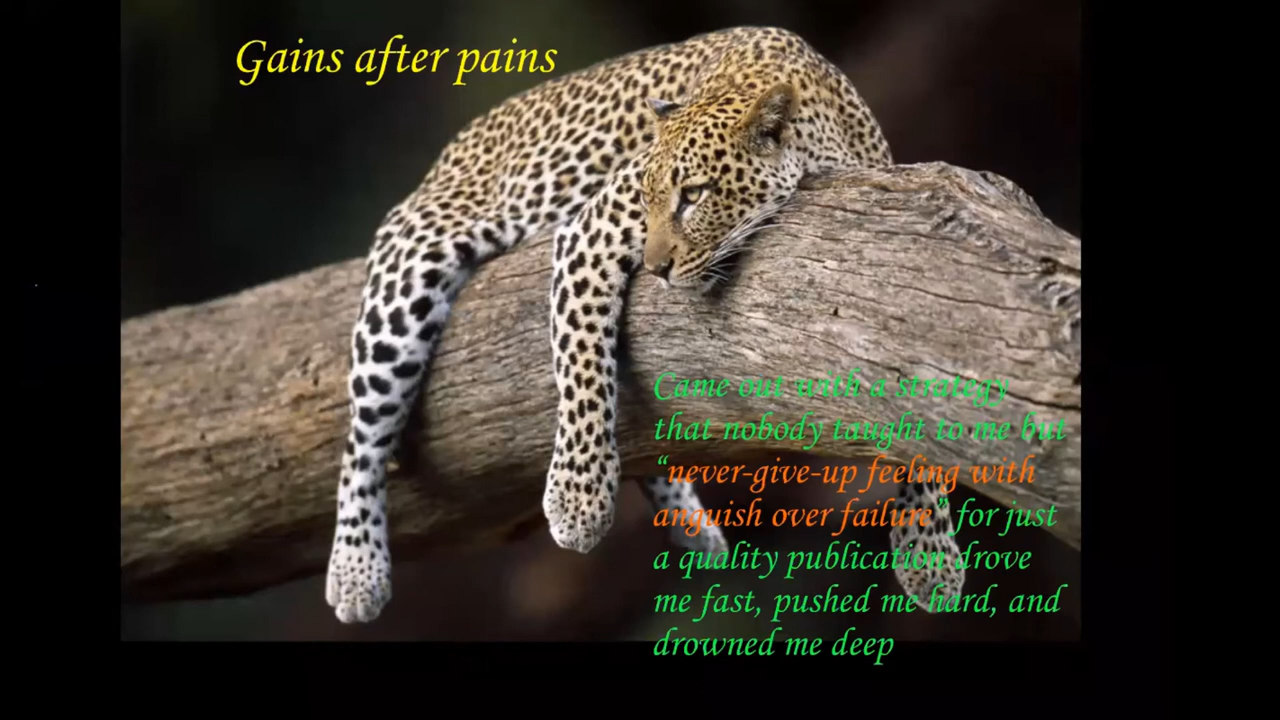 Gains after pains
Came out with a strategy
that nobody taught to me but
“never-give-up feeling with
anguish over failure” for just
a quality publication drove
me fast, pushed me hard, and
drowned me deep